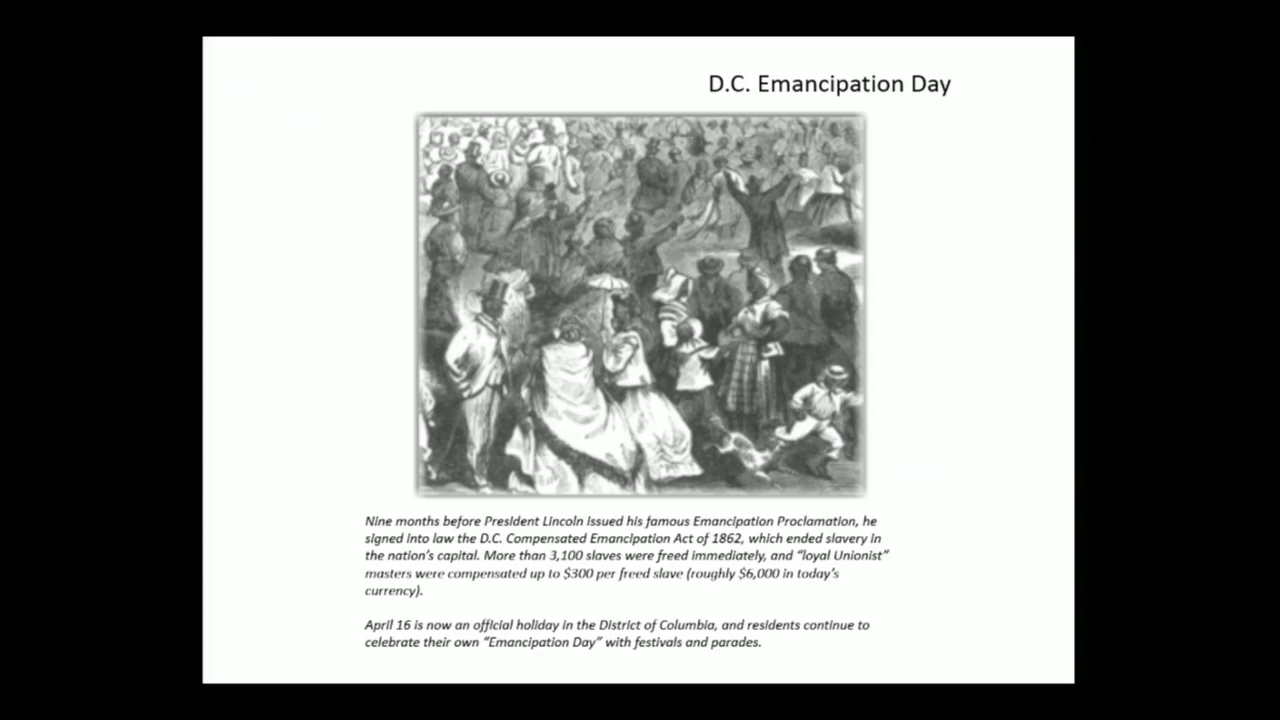 D.C. Emancipation Day
Nine months before President Lincoln issued his famous Emancipation Proclamation, he
signed into law the D.C. Compensated Emancipation Act of 1862, which ended slavery in
the nation's capital. More than 3,100 slaves were freed immediately, and "loyal Unionist"
masters were compensated up to $300 per freed slave (roughly $6,000 in today's
currency).
April 16 is now an official holiday in the District of Columbia, and residents continue to
celebrate their own "Emancipation Day" with festivals and parades.